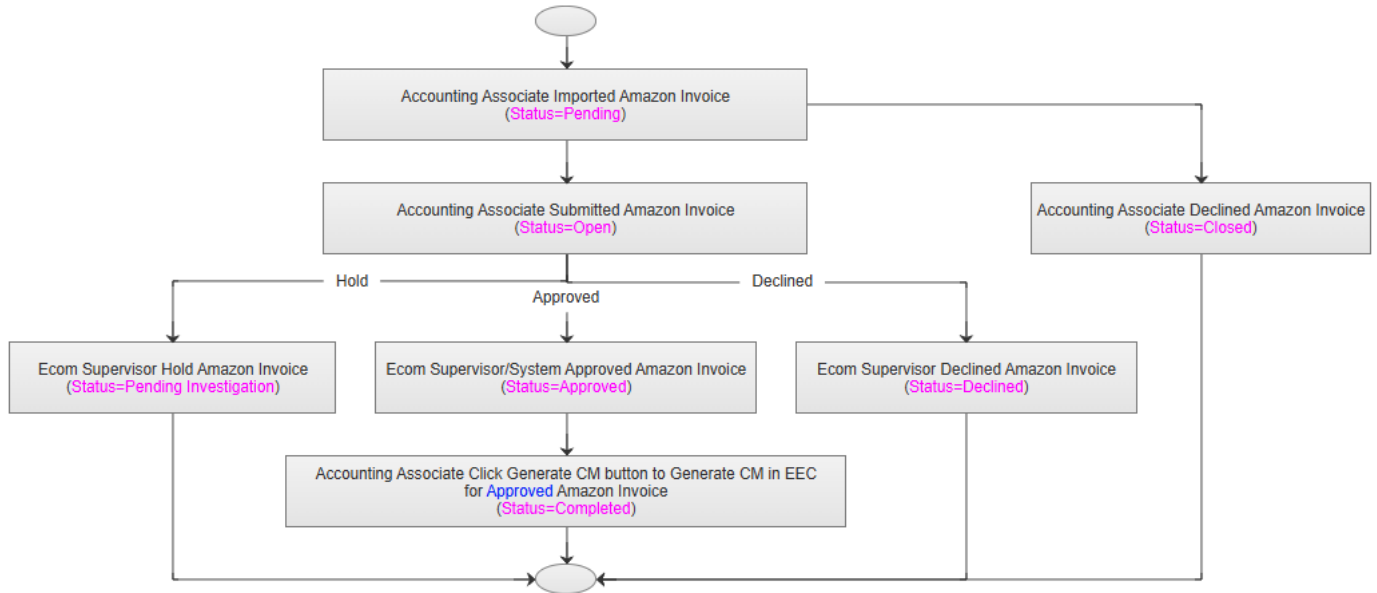 Accounting Associate Imported Amazon Invoice
(Status=Pending)
Accounting Associate Submitted Amazon Invoice
(Status=Open)
Accounting Associate Declined Amazon Invoice
(Status=Closed)
Hold
Approved
Declined
Ecom Supervisor Hold Amazon Invoice
(Status=Pending Investigation)
Ecom Supervisor/System Approved Amazon Invoice
(Status=Approved)
Ecom Supervisor Declined Amazon Invoice
(Status=Declined)
Accounting Associate Click Generate CM button to Generate CM in EEC
for Approved Amazon Invoice
(Status=Completed)